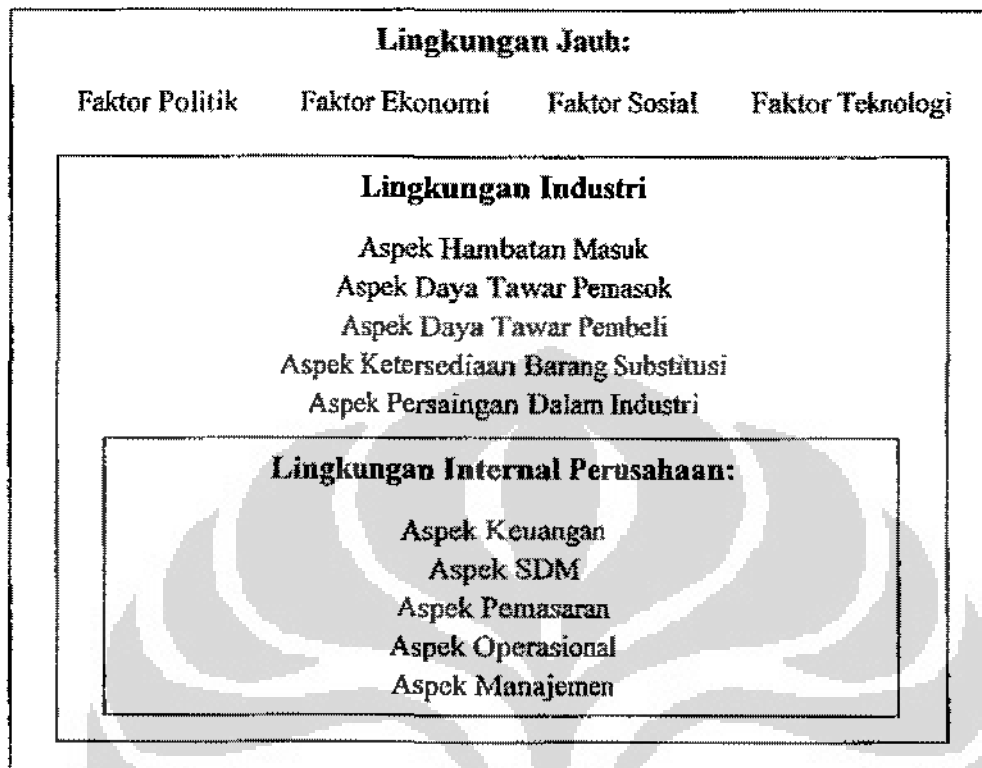 Lingkungan Jauh:
Faktor Politik Faktor Ekonomi Faktor Sosial Faktor Teknologi
Lingkungan Industri
Aspek Hambatan Masuk
Aspek Daya Tawar Pemasok
Aspek Daya Tawar Pembeli
Aspek Ketersediaan Barang Substitusi
Aspek Persaingan Dalam Industri
Lingkungan Internal Perusahaan:
Aspek Keuangan
Aspek SDM
Aspek Pemasaran
Aspek Operasional
Aspek Manajemen